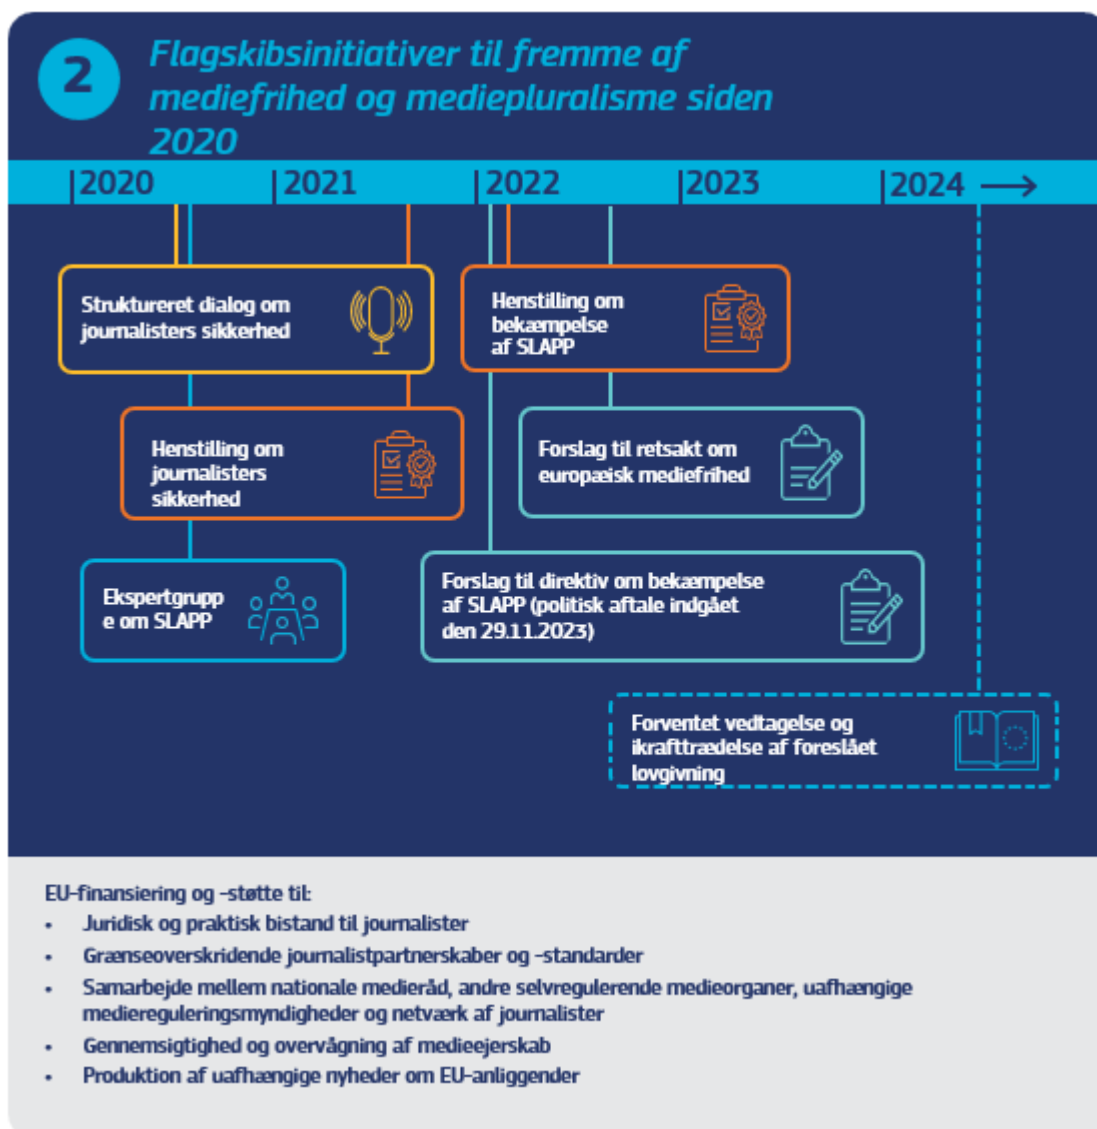 2
Flagskibsinitiativer til fremme af
mediefrihed og mediepluralisme siden
2020
2020
2021
2022
2023
2024
Struktureret dialog om
journalisters sikkerhed
Henstilling om
bekæmpelse
af SLAPP
Henstilling om
journalisters
sikkerhed
Forslag til retsakt om
europæisk mediefrihed
Ekspertgrupp
e om SLAPP
Forslag til direktiv om bekæmpelse
af SLAPP (politisk aftale indgået
den 29.11.2023)
Forventet vedtagelse og
ikrafttrædelse af foreslået
lovgivning
EU-finansiering og -støtte til:
• Juridisk og praktisk bistand til journalister
• Grænseoverskridende journalistpartnerskaber og -standarder
• Samarbejde mellem nationale medieråd, andre selvregulerende medieorganer, uafhængige
mediereguleringsmyndigheder og netværk af journalister
• Gennemsigtighed og overvågning af medieejerskab
• Produktion af uafhængige nyheder om EU-anliggender